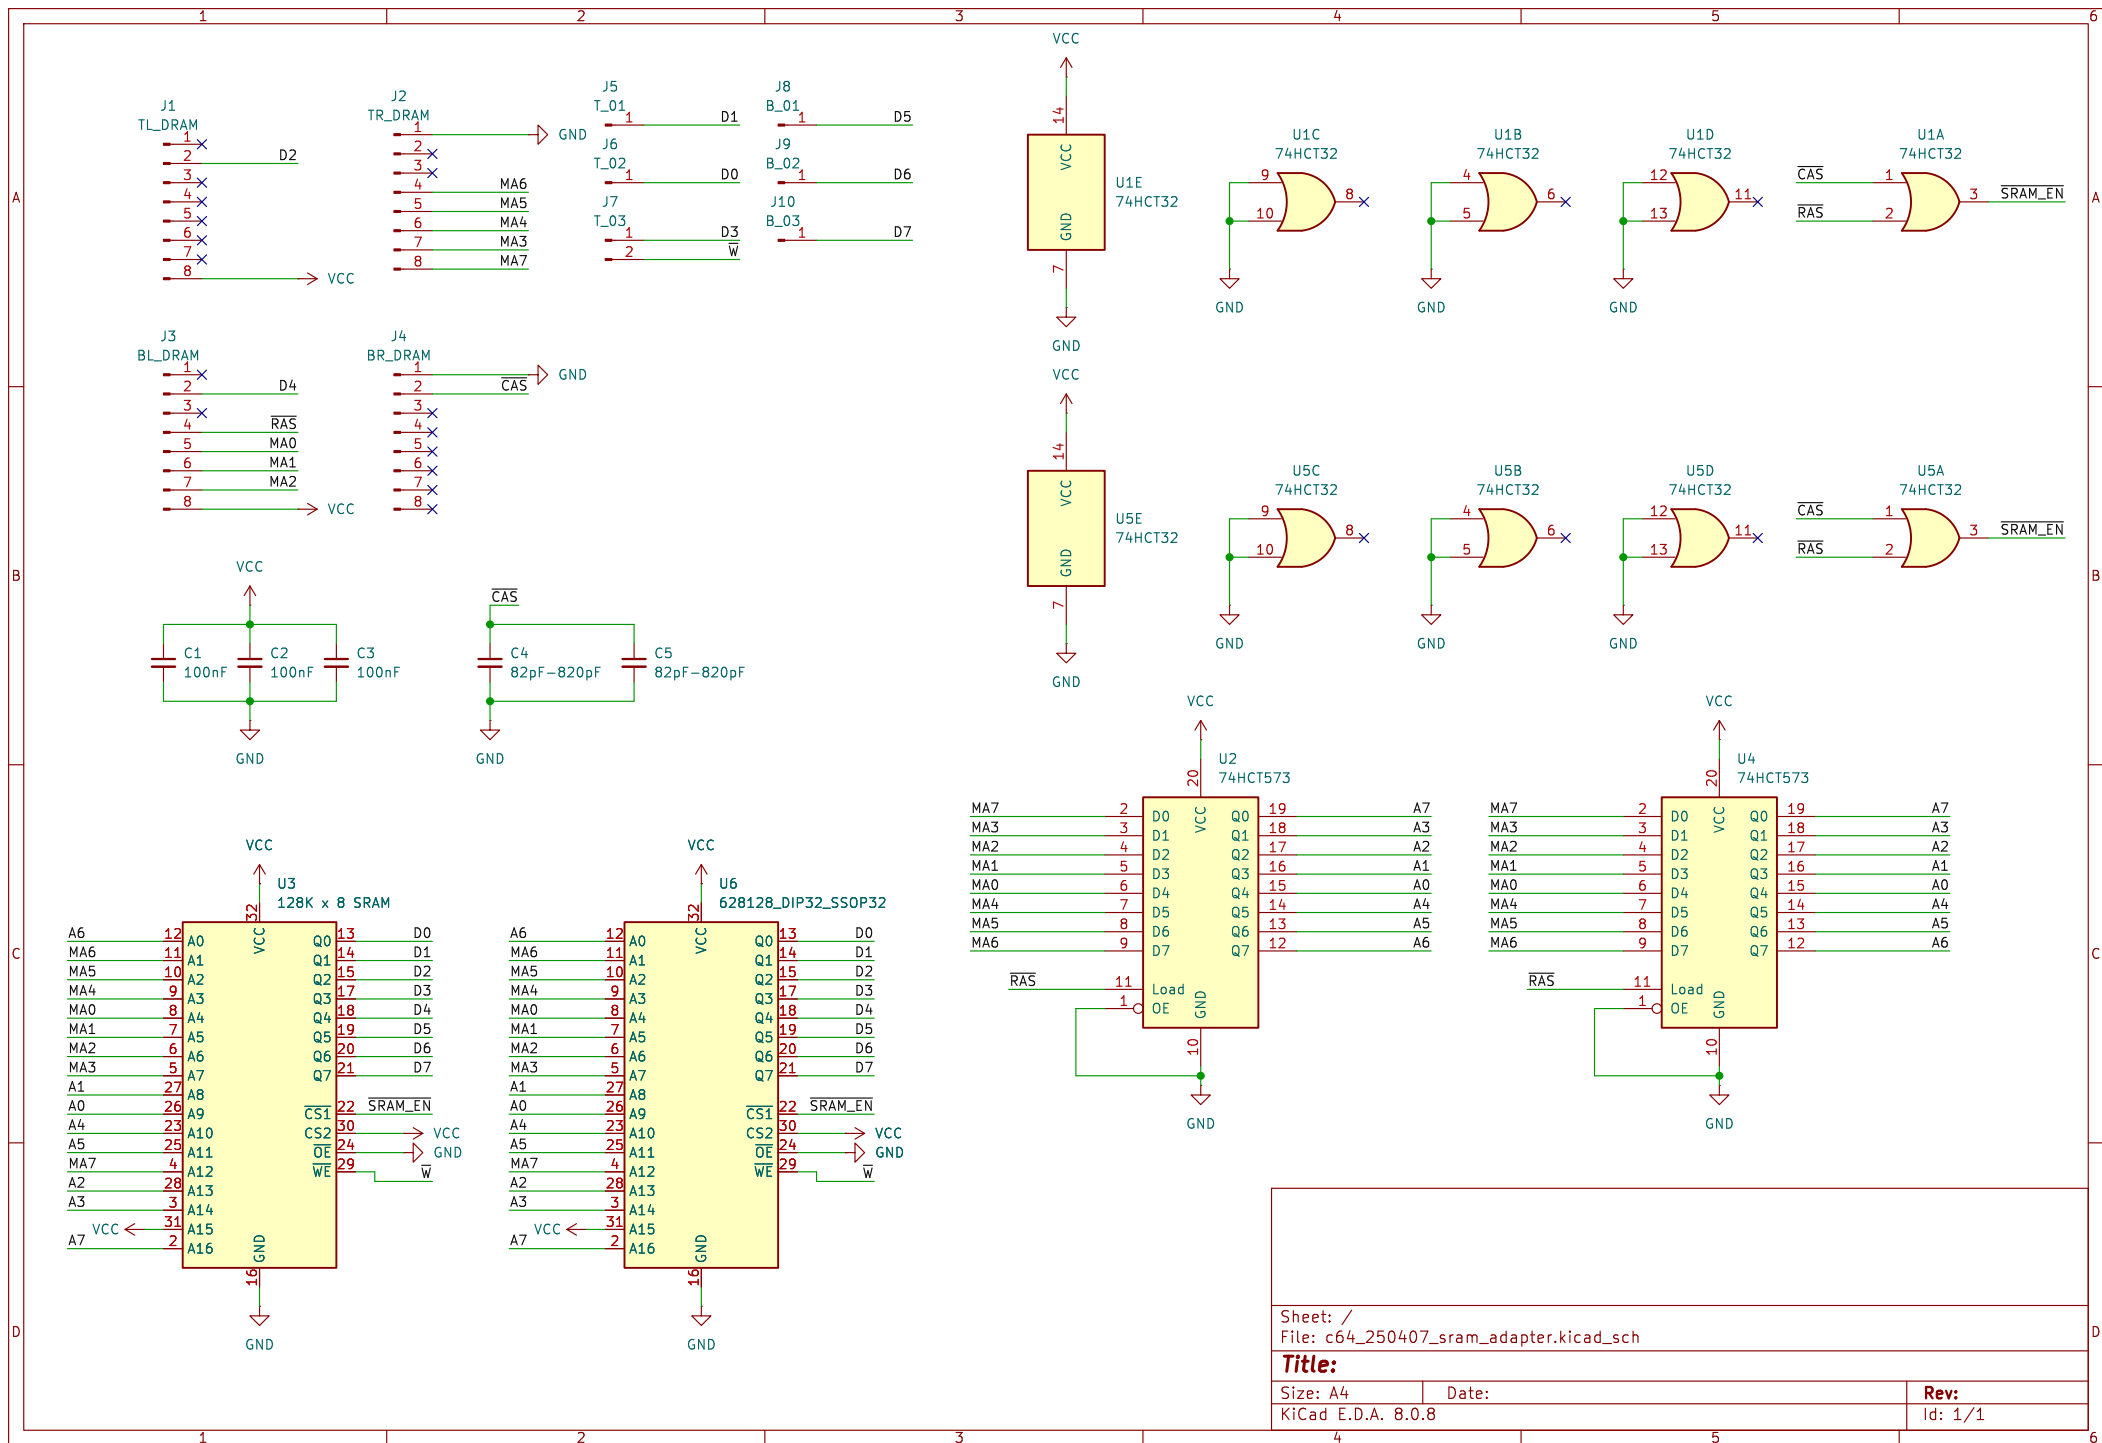 1 2 3 4 5 6
A
B
C
D
J1
TL_DRAM
1
2 D2
3
4
5
6
7
8 VCC
J2
TR_DRAM
1 GND
2
3
4 MA6
5 MA5
6 MA4
7 MA3
8 MA7
J5
T_01
1 D1
J6
T_02
1 D0
J7
T_03
1 D3
2 W
J8
B_01
1 D5
J9
B_02
1 D6
J10
B_03
1 D7
J3
BL_DRAM
1
2 D4
3
4 RAS
5 MA0
6 MA1
7 MA2
8 VCC
J4
BR_DRAM
1 GND
2 CAS
3
4
5
6
7
8
VCC
14
VCC
U1E
74HCT32
GND
7
GND
U1C
74HCT32
9
8
10
GND
U1B
74HCT32
4
6
5
GND
U1D
74HCT32
12
11
13
GND
U1A
74HCT32
CAS 1
3 SRAM_EN
RAS 2
VCC
14
VCC
U5E
74HCT32
GND
7
GND
U5C
74HCT32
9
8
10
GND
U5B
74HCT32
4
6
5
GND
U5D
74HCT32
12
11
13
GND
U5A
74HCT32
CAS 1
3 SRAM_EN
RAS 2
VCC
C1
100nF
C2
100nF
C3
100nF
GND
CAS
C4
82pF-820pF
C5
82pF-820pF
GND
VCC
U2
74HCT573
20
VCC
MA7 2 D0 Q0 19 A7
MA3 3 D1 Q1 18 A3
MA2 4 D2 Q2 17 A2
MA1 5 D3 Q3 16 A1
MA0 6 D4 Q4 15 A0
MA4 7 D5 Q5 14 A4
MA5 8 D6 Q6 13 A5
MA6 9 D7 Q7 12 A6
RAS 11 Load
1 OE
GND
10
GND
VCC
U4
74HCT573
20
VCC
MA7 2 D0 Q0 19 A7
MA3 3 D1 Q1 18 A3
MA2 4 D2 Q2 17 A2
MA1 5 D3 Q3 16 A1
MA0 6 D4 Q4 15 A0
MA4 7 D5 Q5 14 A4
MA5 8 D6 Q6 13 A5
MA6 9 D7 Q7 12 A6
RAS 11 Load
1 OE
GND
10
GND
VCC
U3
128K x 8 SRAM
32
VCC
A6 12 A0 Q0 13 D0
MA6 11 A1 Q1 14 D1
MA5 10 A2 Q2 15 D2
MA4 9 A3 Q3 17 D3
MA0 8 A4 Q4 18 D4
MA1 7 A5 Q5 19 D5
MA2 6 A6 Q6 20 D6
MA3 5 A7 Q7 21 D7
A1 27 A8
A0 26 A9 CS1 22 SRAM_EN
A4 23 A10 CS2 30 VCC
A5 25 A11 OE 24 GND
MA7 4 A12 WE 29 W
A2 28 A13
A3 3 A14
VCC 31 A15
A7 2 A16
GND
16
GND
VCC
U6
628128_DIP32_SSOP32
32
VCC
A6 12 A0 Q0 13 D0
MA6 11 A1 Q1 14 D1
MA5 10 A2 Q2 15 D2
MA4 9 A3 Q3 17 D3
MA0 8 A4 Q4 18 D4
MA1 7 A5 Q5 19 D5
MA2 6 A6 Q6 20 D6
MA3 5 A7 Q7 21 D7
A1 27 A8
A0 26 A9 CS1 22 SRAM_EN
A4 23 A10 CS2 30 VCC
A5 25 A11 OE 24 GND
MA7 4 A12 WE 29 W
A2 28 A13
A3 3 A14
VCC 31 A15
A7 2 A16
GND
16
GND
Sheet: /
File: c64_250407_sram_adapter.kicad_sch
Title:
Size: A4 Date: Rev:
KiCad E.D.A. 8.0.8 Id: 1/1
A
B
C
D
1 2 3 4 5 6